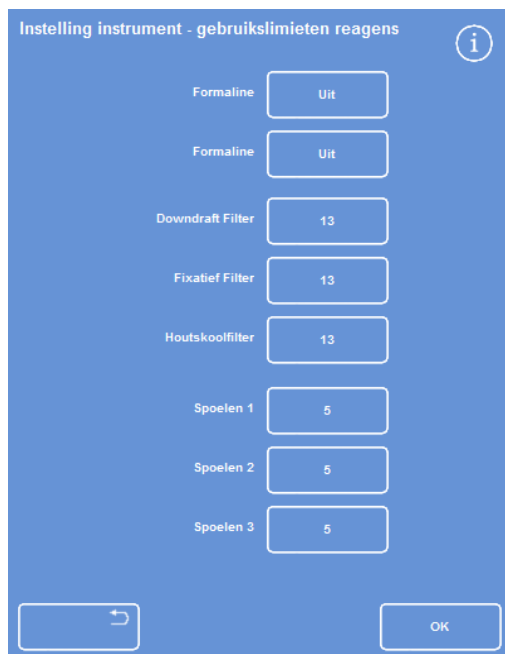 Instelling instrument - gebruikslimieten reagens
i
Formaline Uit
Formaline Uit
Downdraft Filter 13
Fixatief Filter 13
Houtskoolfilter 13
Spoelen 1 5
Spoelen 2 5
Spoelen 3 5
OK